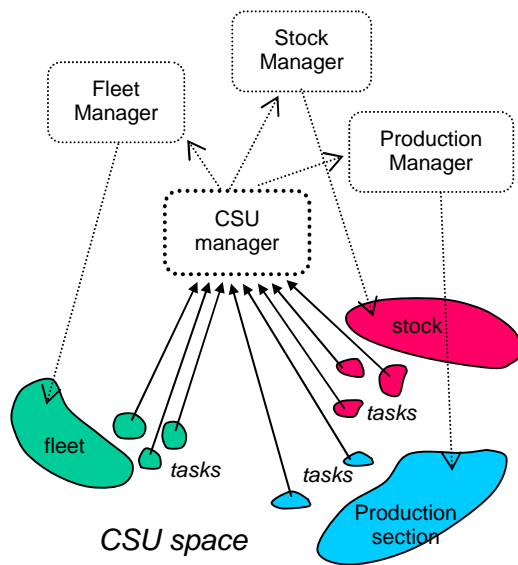 Stock
Manager
Fleet
Manager
Production
Manager
CSU
manager
stock
tasks
fleet
tasks
tasks
Production
section
CSU space